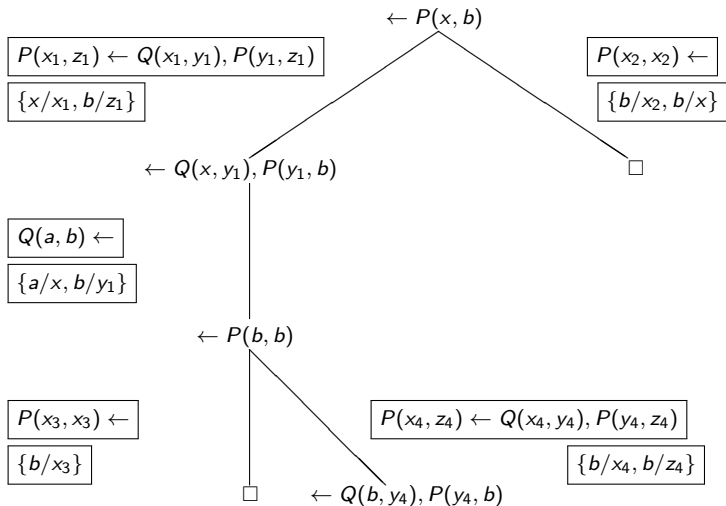 ← P(x, b)
P(x₁, z₁) ← Q(x₁, y₁), P(y₁, z₁)
{x/x₁, b/z₁}
P(x₂, x₂) ←
{b/x₂, b/x}
← Q(x, y₁), P(y₁, b)
□
Q(a, b) ←
{a/x, b/y₁}
← P(b, b)
P(x₃, x₃) ←
{b/x₃}
P(x₄, z₄) ← Q(x₄, y₄), P(y₄, z₄)
{b/x₄, b/z₄}
□
← Q(b, y₄), P(y₄, b)